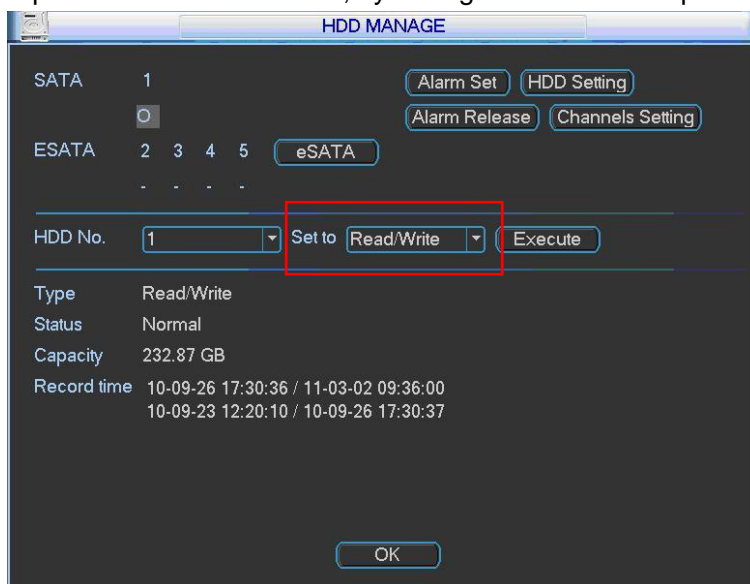 HDD MANAGE
SATA 1 Alarm Set HDD Setting
O Alarm Release Channels Setting
ESATA 2 3 4 5 eSATA
- - - -
HDD No. 1 Set to Read/Write Execute
Type Read/Write
Status Normal
Capacity 232.87 GB
Record time 10-09-26 17:30:36 / 11-03-02 09:36:00
10-09-23 12:20:10 / 10-09-26 17:30:37
OK